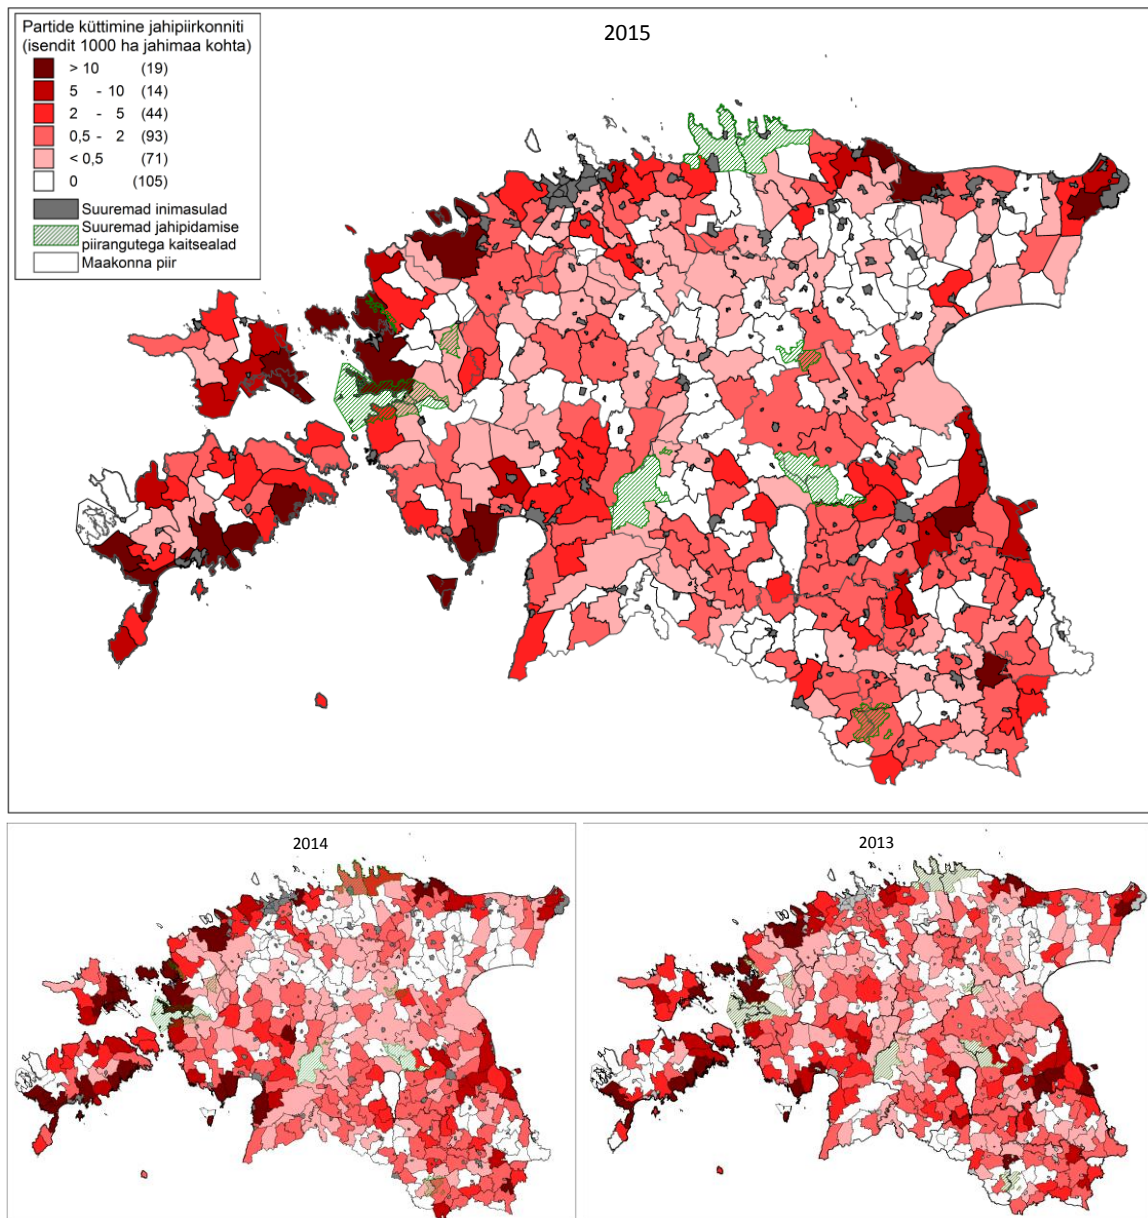 Partide küttimine jahipiirkonniti
(isendit 1000 ha jahimaa kohta)
> 10 (19)
5 - 10 (14)
2 - 5 (44)
0,5 - 2 (93)
< 0,5 (71)
0 (105)
Suuremad inimasulad
Suuremad jahipidamise
piirangutega kaitsealad
Maakonna piir
2015
2014
2013